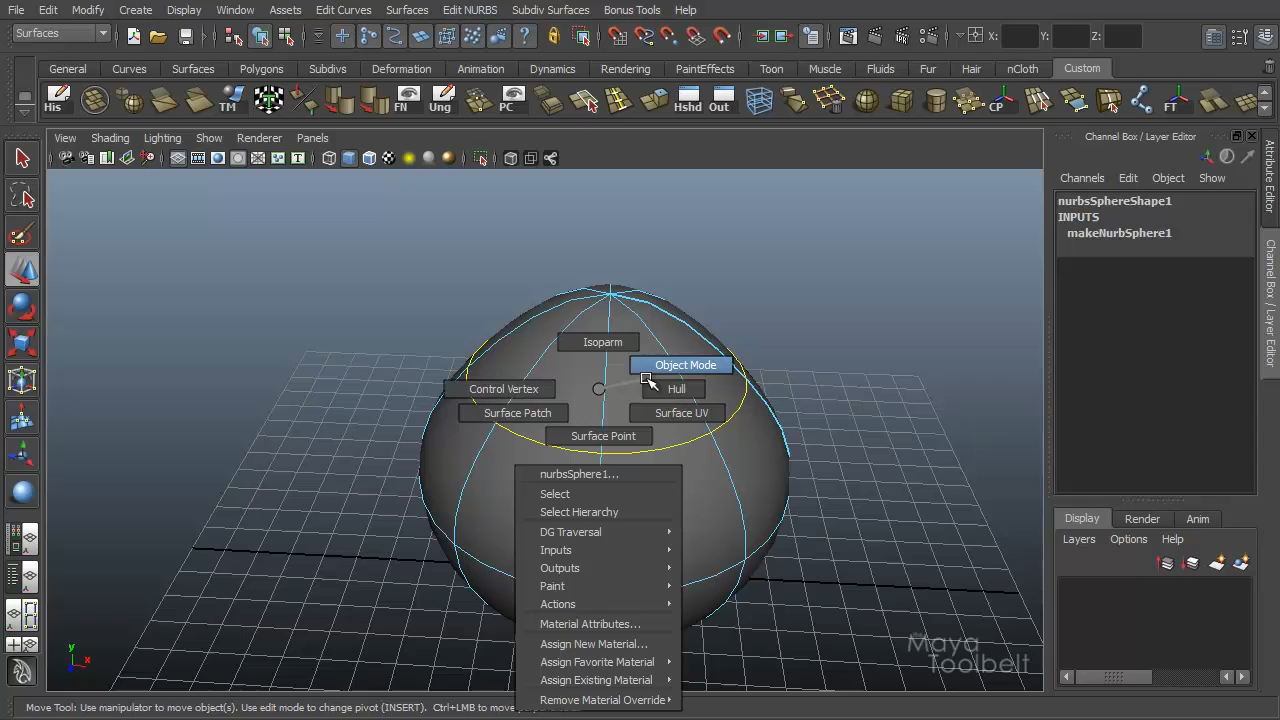 File Edit Modify Create Display Window Assets Edit Curves Surfaces Edit NURBS Subdiv Surfaces Bonus Tools Help
Surfaces X: Y: Z:
General Curves Surfaces Polygons Subdivs Deformation Animation Dynamics Rendering PaintEffects Toon Muscle Fluids Fur Hair nCloth Custom
His TM FN Ung PC Hshd Out CP FT
View Shading Lighting Show Renderer Panels
Channel Box / Layer Editor
Channels Edit Object Show
nurbsSphereShape1
INPUTS
makeNurbSphere1
Attribute Editor
Channel Box / Layer Editor
Isoparm
Object Mode
Control Vertex
Hull
Surface Patch
Surface UV
Surface Point
nurbsSphere1...
Select
Select Hierarchy
DG Traversal
Inputs
Outputs
Paint
Actions
Material Attributes...
Assign New Material...
Assign Favorite Material
Assign Existing Material
Remove Material Override
Display Render Anim
Layers Options Help
y
x
Maya
Toolbelt
Move Tool: Use manipulator to move object(s). Use edit mode to change pivot (INSERT). Ctrl+LMB to move